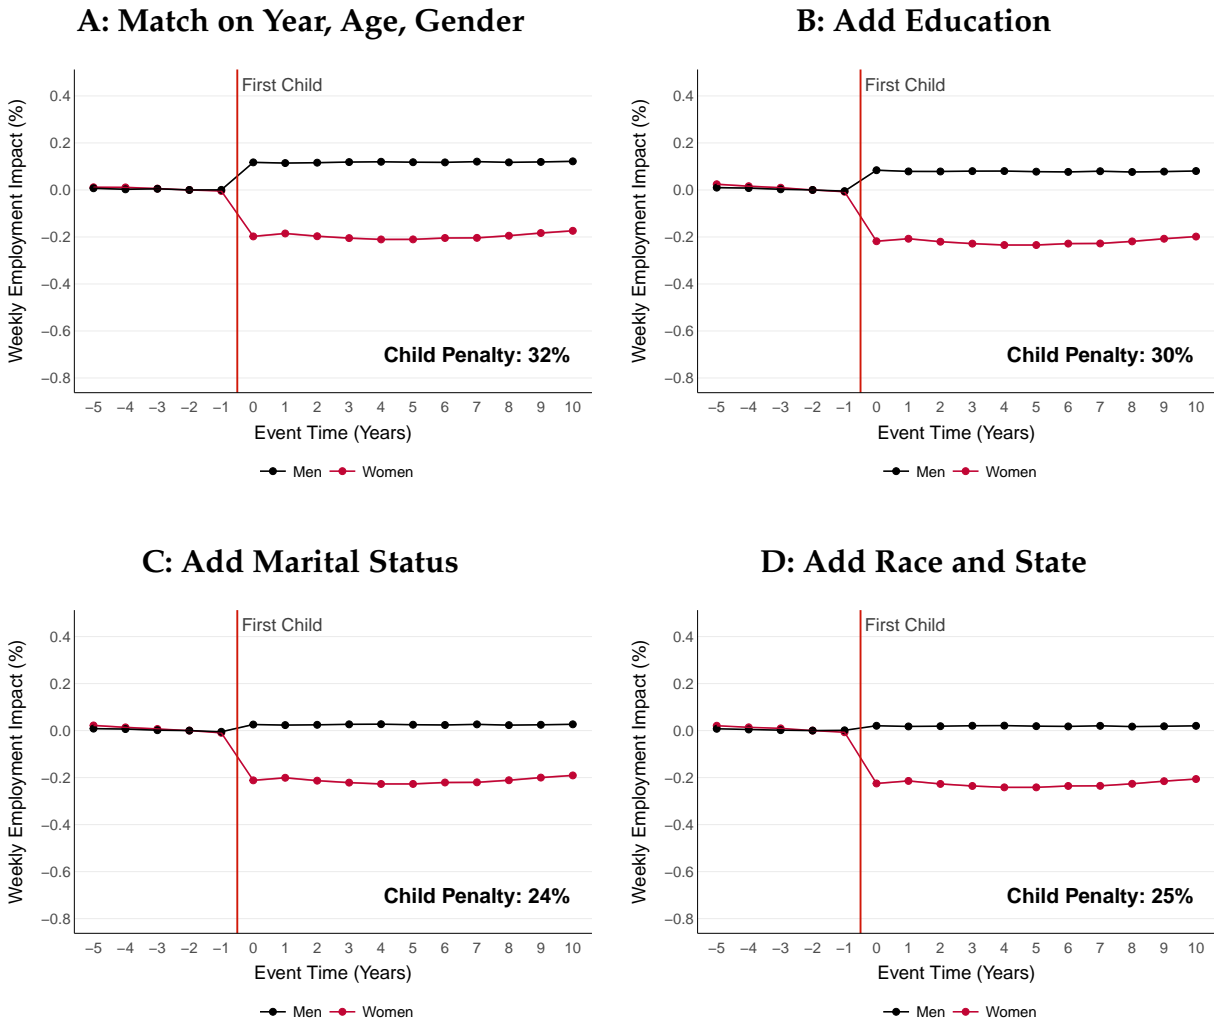 A: Match on Year, Age, Gender
Weekly Employment Impact (%)
0.4
0.2
0.0
−0.2
−0.4
−0.6
−0.8
First Child
Child Penalty: 32%
−5 −4 −3 −2 −1 0 1 2 3 4 5 6 7 8 9 10
Event Time (Years)
Men Women
B: Add Education
Weekly Employment Impact (%)
0.4
0.2
0.0
−0.2
−0.4
−0.6
−0.8
First Child
Child Penalty: 30%
−5 −4 −3 −2 −1 0 1 2 3 4 5 6 7 8 9 10
Event Time (Years)
Men Women
C: Add Marital Status
Weekly Employment Impact (%)
0.4
0.2
0.0
−0.2
−0.4
−0.6
−0.8
First Child
Child Penalty: 24%
−5 −4 −3 −2 −1 0 1 2 3 4 5 6 7 8 9 10
Event Time (Years)
Men Women
D: Add Race and State
Weekly Employment Impact (%)
0.4
0.2
0.0
−0.2
−0.4
−0.6
−0.8
First Child
Child Penalty: 25%
−5 −4 −3 −2 −1 0 1 2 3 4 5 6 7 8 9 10
Event Time (Years)
Men Women